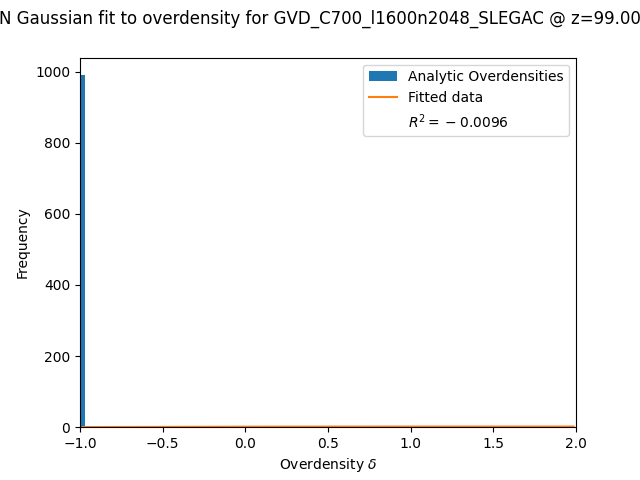 N Gaussian fit to overdensity for GVD_C700_l1600n2048_SLEGAC @ z=99.00
Analytic Overdensities
Fitted data
R² = − 0.0096
Frequency
1000
800
600
400
200
0
−1.0 −0.5 0.0 0.5 1.0 1.5 2.0
Overdensity δ